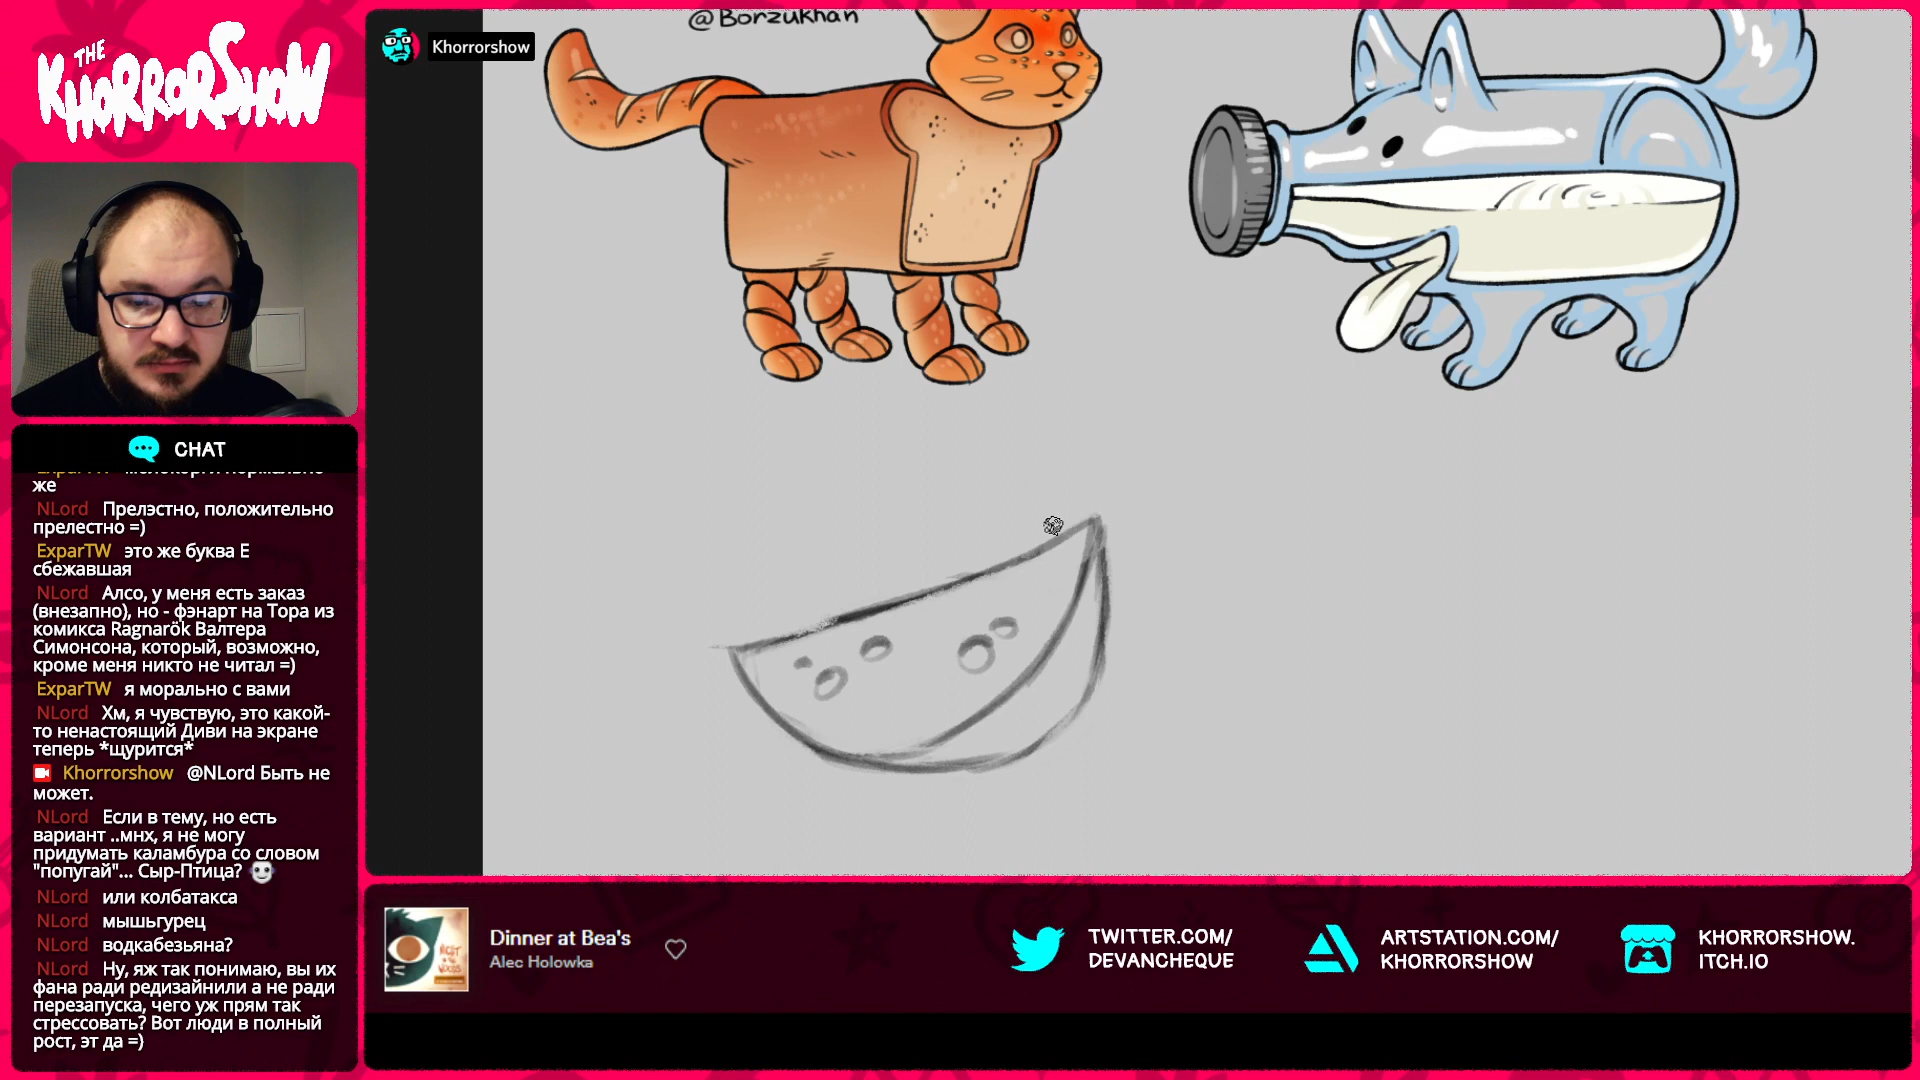 THE
KHORRORSHOW
Khorrorshow
@Borzukhan
CHAT
же
NLord Прелэстно, положительно
прелестно =)
ExparTW это же буква Е
сбежавшая
NLord Алсо, у меня есть заказ
(внезапно), но - фэнарт на Тора из
комикса Ragnarök Валтера
Симонсона, который, возможно,
кроме меня никто не читал =)
ExparTW я морально с вами
NLord Хм, я чувствую, это какой-
то ненастоящий Диви на экране
теперь *щурится*
Khorrorshow @NLord Быть не
может.
NLord Если в тему, но есть
вариант ..мнх, я не могу
придумать каламбура со словом
"попугай"... Сыр-Птица?
NLord или колбатакса
NLord мышьгурец
NLord водкабезьяна?
NLord Ну, яж так понимаю, вы их
фана ради редизайнили а не ради
перезапуска, чего уж прям так
стрессовать? Вот люди в полный
рост, эт да =)
Dinner at Bea's
Alec Holowka
TWITTER.COM/
DEVANCHEQUE
ARTSTATION.COM/
KHORRORSHOW
KHORRORSHOW.
ITCH.IO